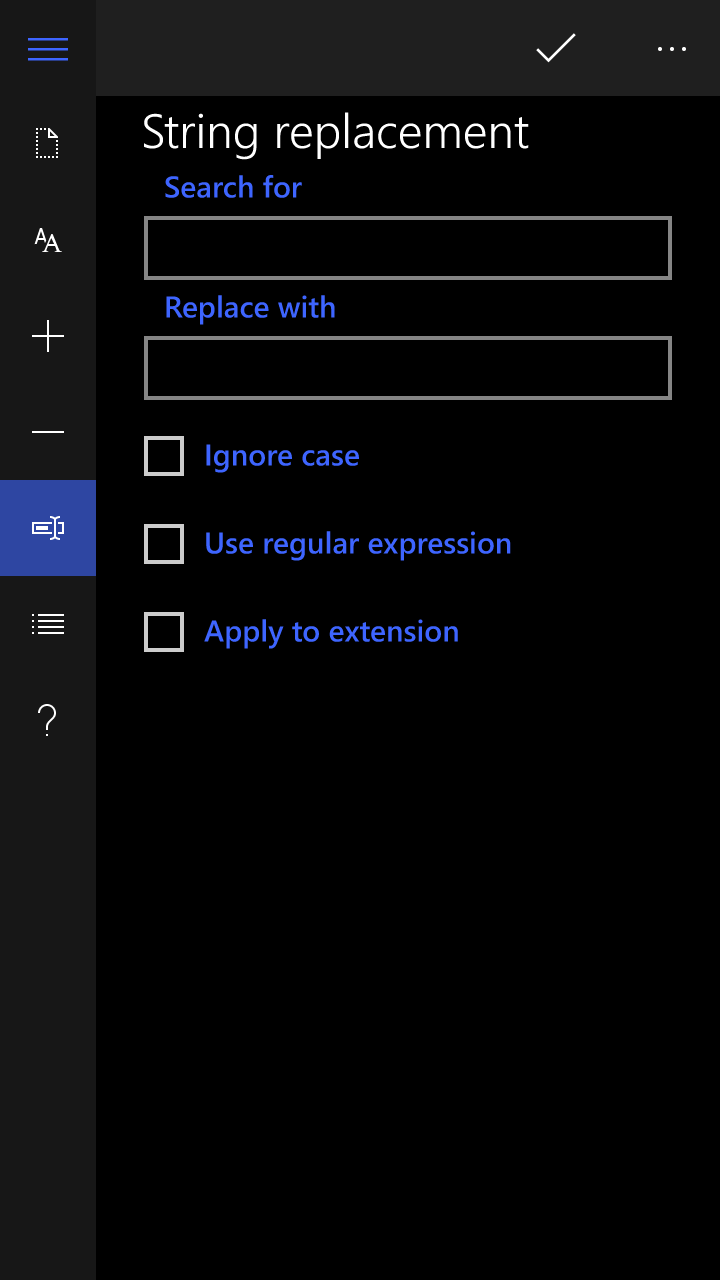 String replacement
Search for
Replace with
Ignore case
Use regular expression
Apply to extension